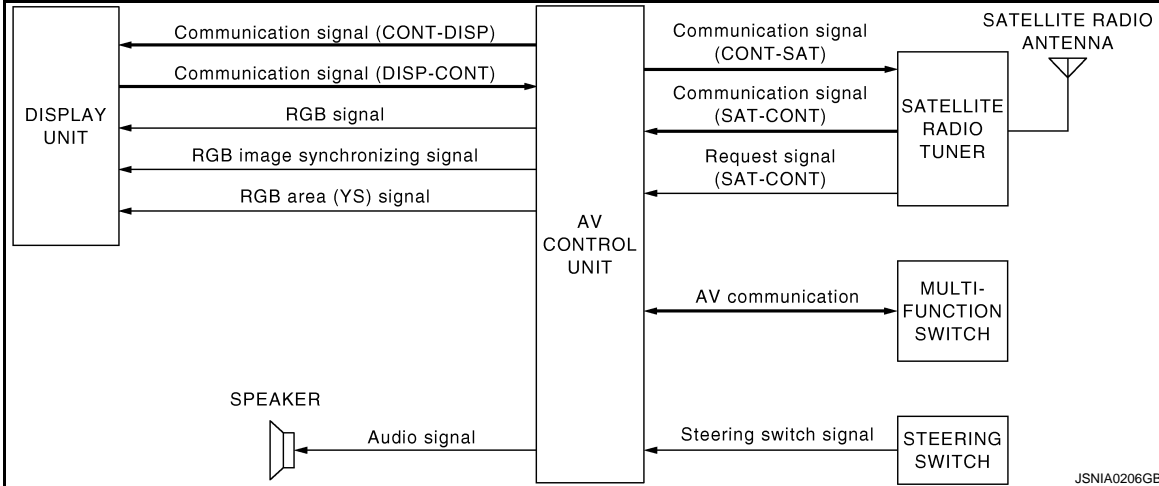 Communication signal (CONT-DISP)
Communication signal (DISP-CONT)
RGB signal
RGB image synchronizing signal
RGB area (YS) signal
DISPLAY
UNIT
AV
CONTROL
UNIT
Communication signal
(CONT-SAT)
Communication signal
(SAT-CONT)
Request signal
(SAT-CONT)
SATELLITE RADIO
ANTENNA
SATELLITE
RADIO
TUNER
AV communication
MULTI-
FUNCTION
SWITCH
SPEAKER
Audio signal
Steering switch signal
STEERING
SWITCH
JSNIA0206GB